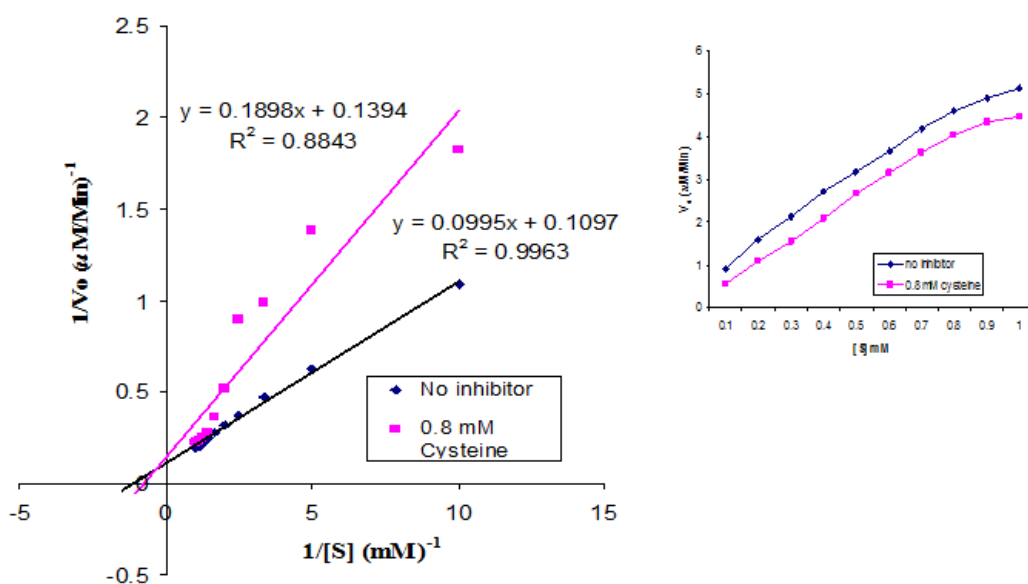 2.5
y = 0.1898x + 0.1394
R² = 0.8843
2
1.5
y = 0.0995x + 0.1097
R² = 0.9963
1
0.5
0
-0.5
-5
5
10
15
1/Vo (µM/Min)⁻¹
1/[S] (mM)⁻¹
No inhibitor
0.8 mM
Cysteine
6
5
4
3
2
1
0
0.1 0.2 0.3 0.4 0.5 0.6 0.7 0.8 0.9 1
[S] mM
no inhibitor
0.8 mM cysteine